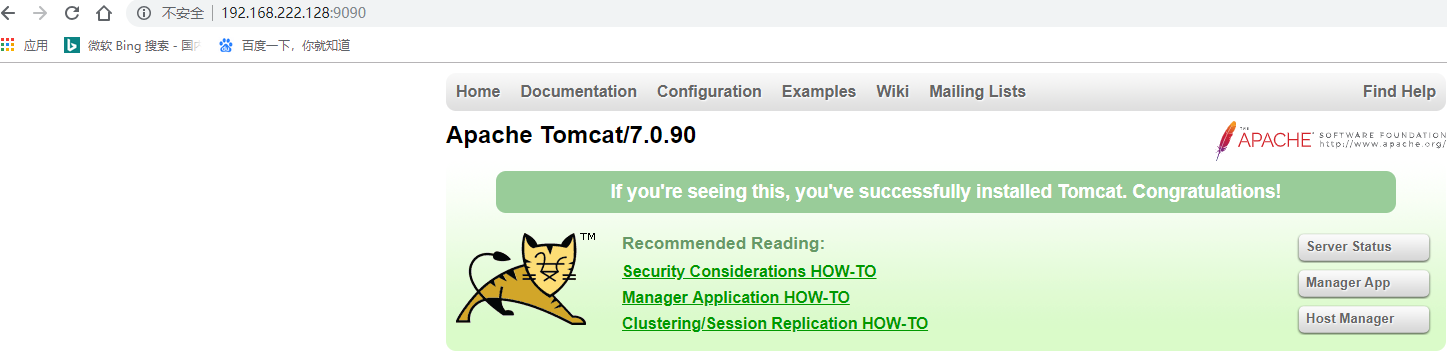 不安全 192.168.222.128:9090
应用 微软 Bing 搜索 - 国 百度一下，你就知道
Home Documentation Configuration Examples Wiki Mailing Lists Find Help
Apache Tomcat/7.0.90
THE APACHE SOFTWARE FOUNDATION
http://www.apache.org/
If you're seeing this, you've successfully installed Tomcat. Congratulations!
TM
Recommended Reading:
Security Considerations HOW-TO
Manager Application HOW-TO
Clustering/Session Replication HOW-TO
Server Status
Manager App
Host Manager